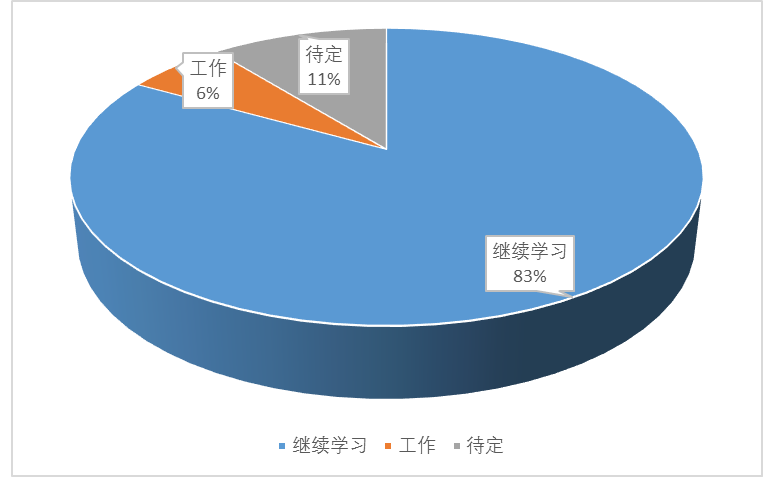 待定
11%
工作
6%
继续学习
83%
继续学习 工作 待定